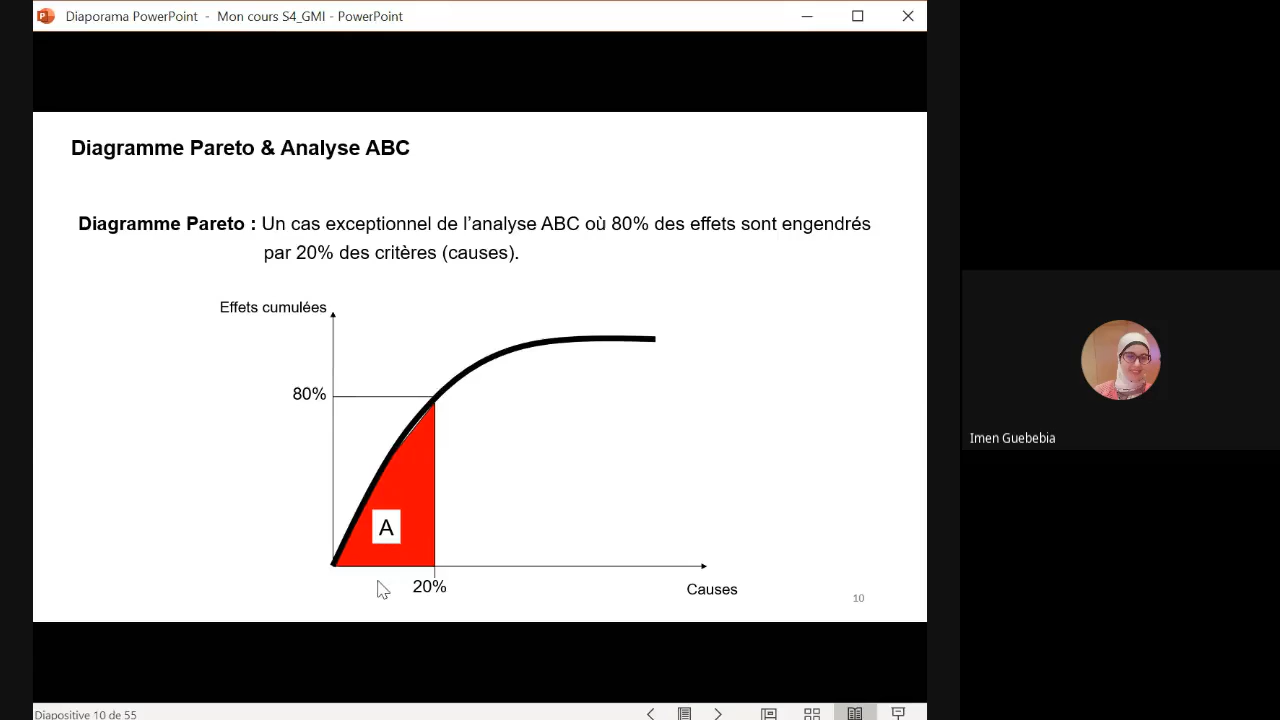 Diaporama PowerPoint - Mon cours S4_GMI - PowerPoint
Diagramme Pareto & Analyse ABC
Diagramme Pareto : Un cas exceptionnel de l’analyse ABC où 80% des effets sont engendrés
par 20% des critères (causes).
Effets cumulées
80%
A
20%
Causes
10
Imen Guebebia
Diapositive 10 de 55